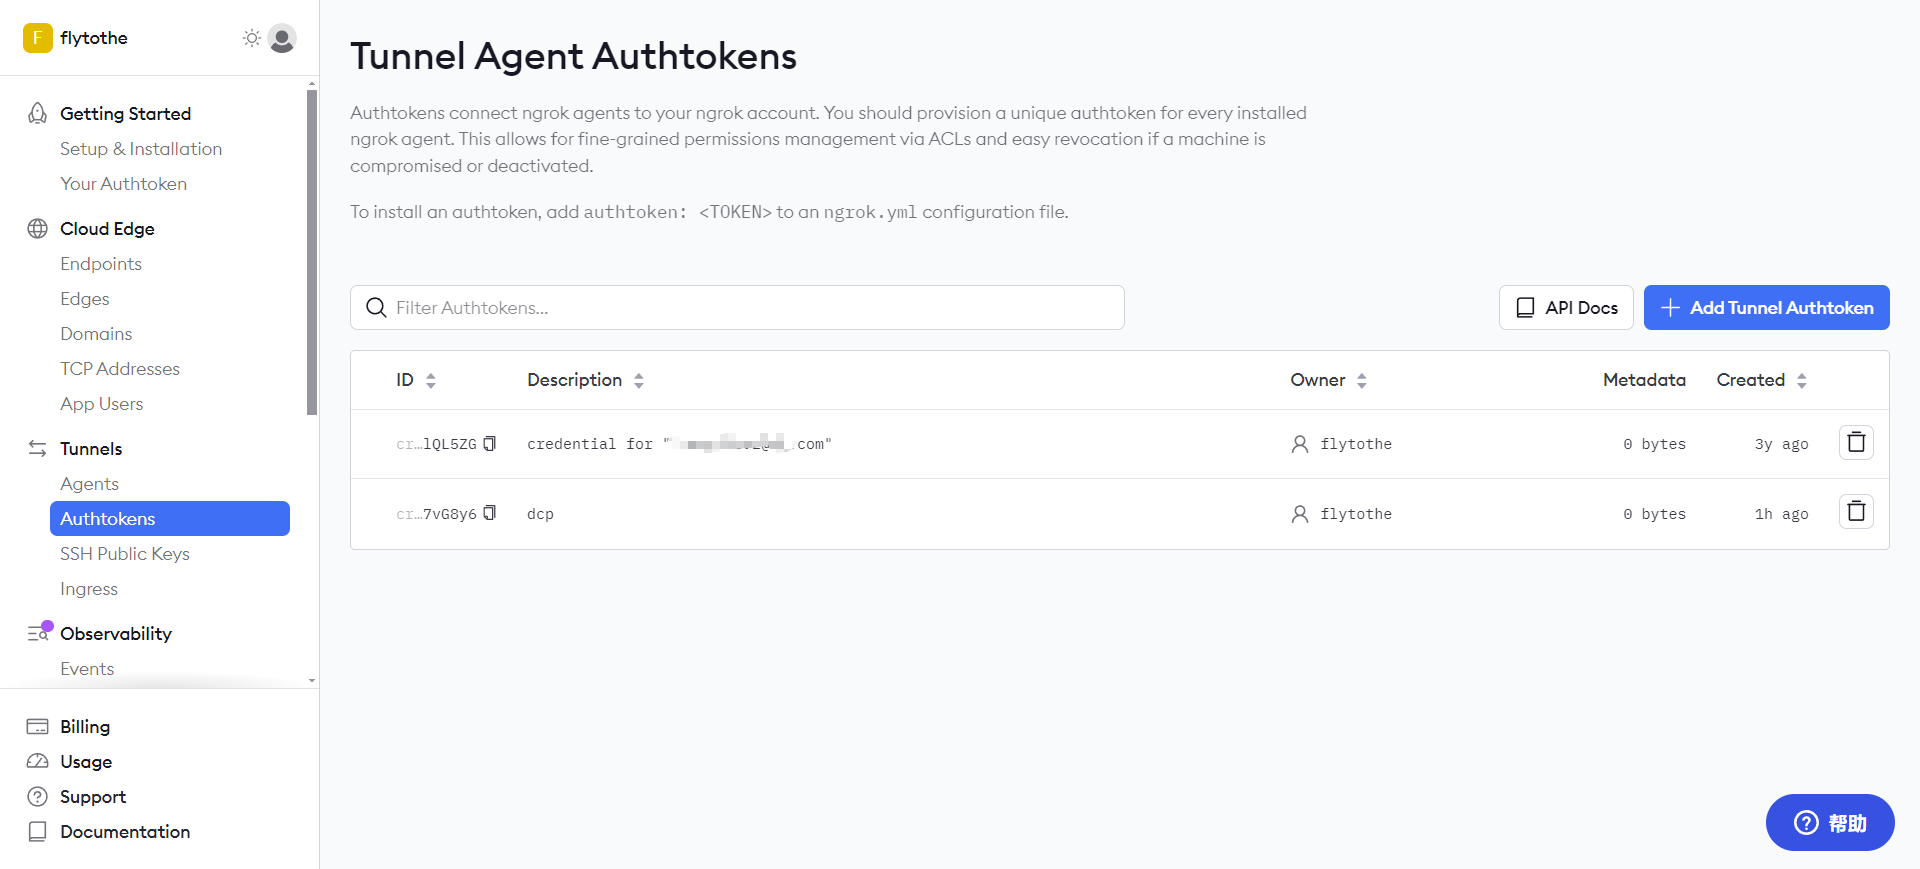 F flytothe
Getting Started
Setup & Installation
Your Authtoken
Cloud Edge
Endpoints
Edges
Domains
TCP Addresses
App Users
Tunnels
Agents
Authtokens
SSH Public Keys
Ingress
Observability
Events
Billing
Usage
Support
Documentation
Tunnel Agent Authtokens
Authtokens connect ngrok agents to your ngrok account. You should provision a unique authtoken for every installed
ngrok agent. This allows for fine-grained permissions management via ACLs and easy revocation if a machine is
compromised or deactivated.
To install an authtoken, add authtoken: <TOKEN> to an ngrok.yml configuration file.
Filter Authtokens...
API Docs
Add Tunnel Authtoken
ID Description Owner Metadata Created
cr…lQL5ZG credential for " com" flytothe 0 bytes 3y ago
cr…7vG8y6 dcp flytothe 0 bytes 1h ago
帮助